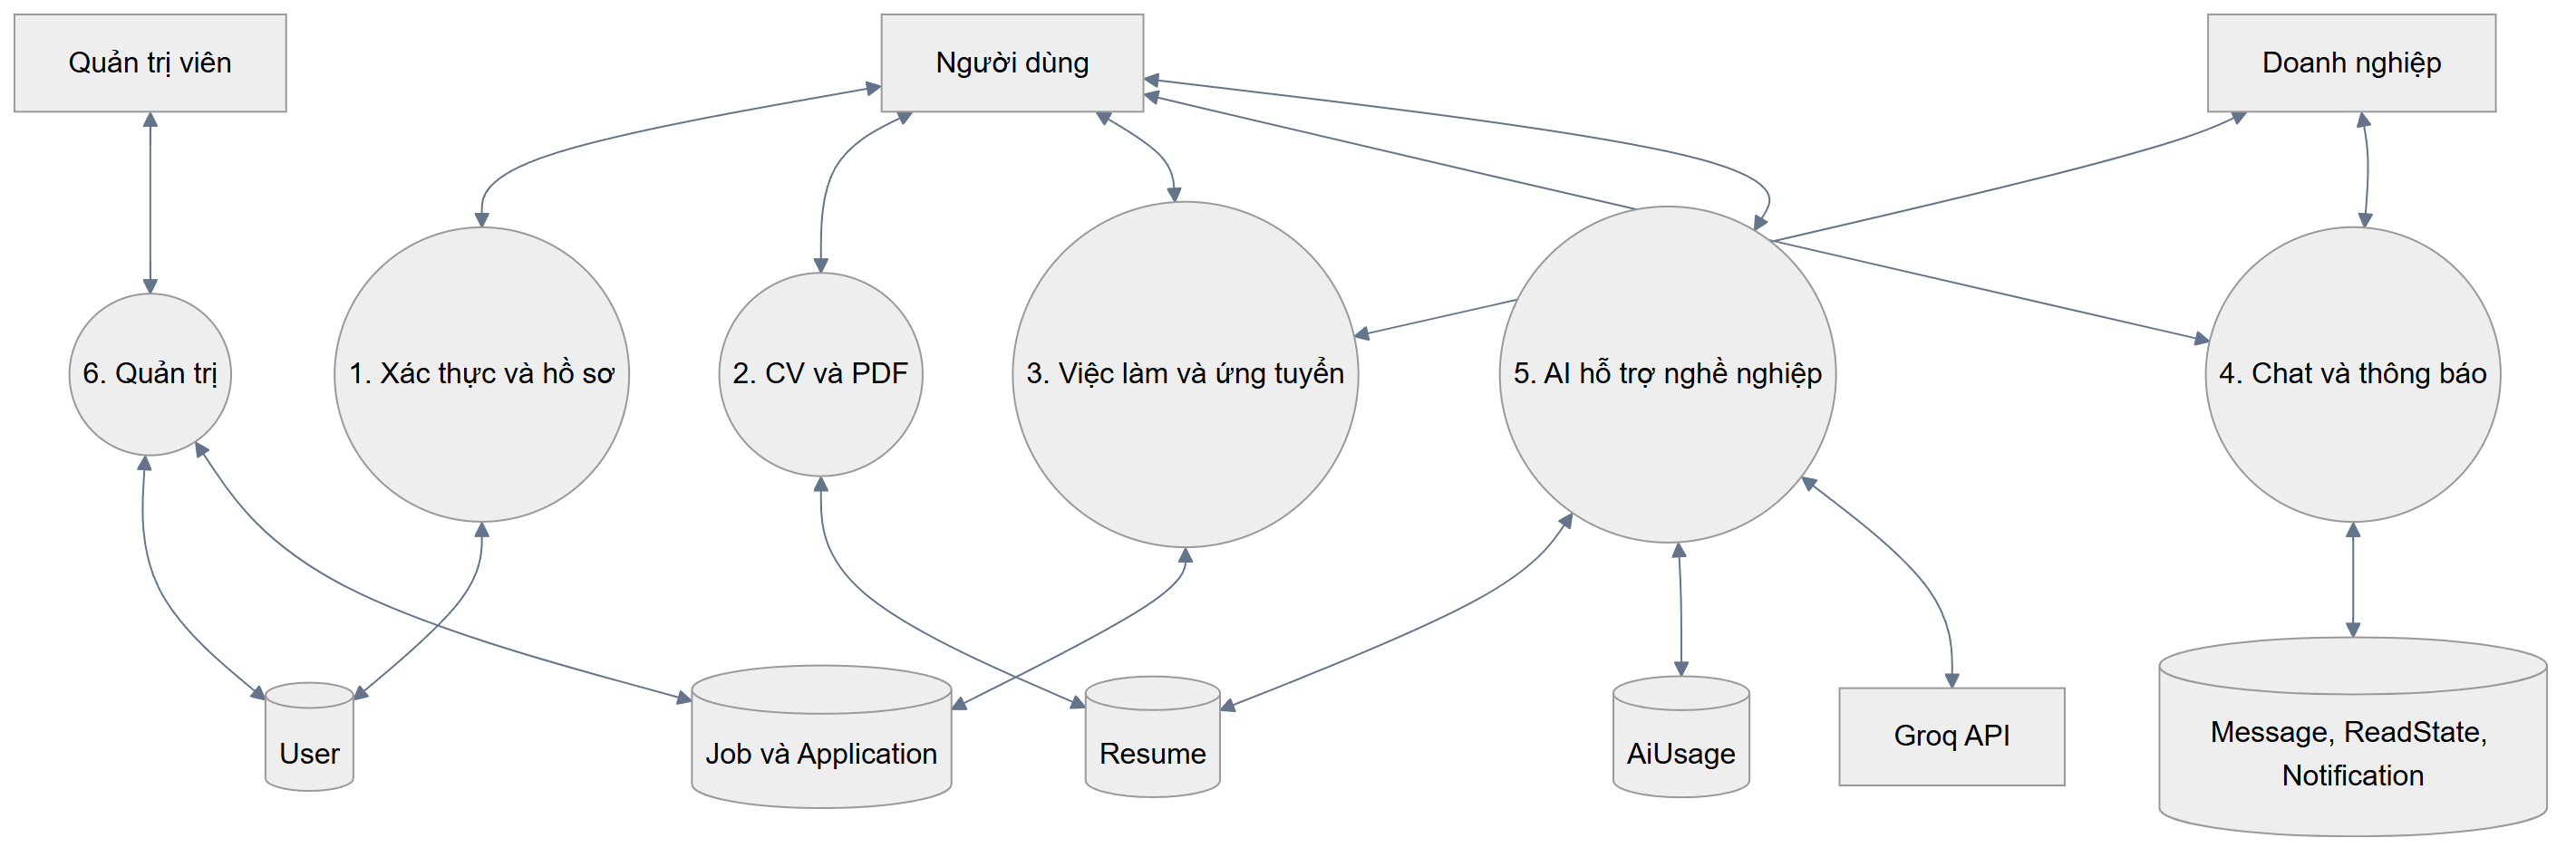 Quản trị viên
Người dùng
Doanh nghiệp
6. Quản trị
1. Xác thực và hồ sơ
2. CV và PDF
3. Việc làm và ứng tuyển
5. AI hỗ trợ nghề nghiệp
4. Chat và thông báo
User
Job và Application
Resume
AiUsage
Groq API
Message, ReadState,
Notification